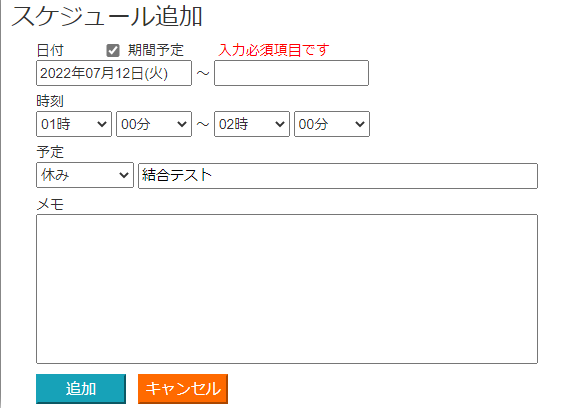 スケジュール追加
日付 期間予定 入力必須項目です
2022年07月12日(火) ～
時刻
01時 00分 ～ 02時 00分
予定
休み 結合テスト
メモ
追加 キャンセル